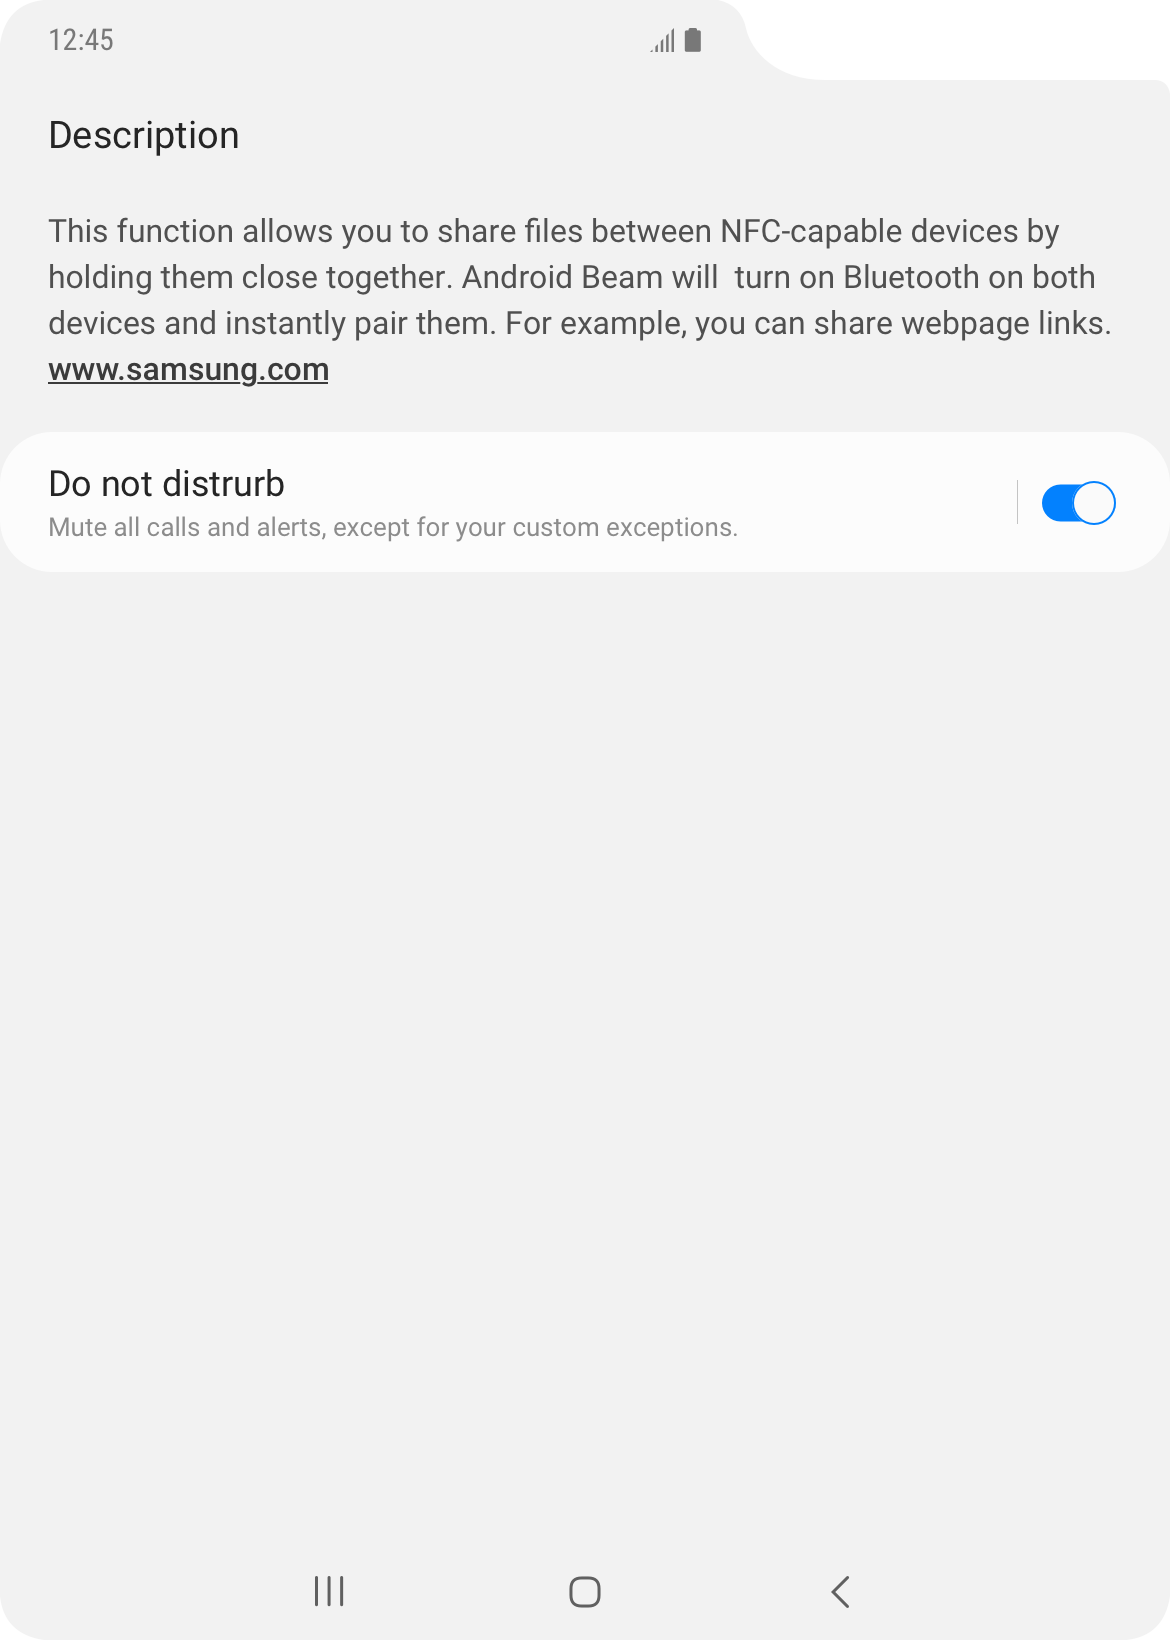 12:45
Description
This function allows you to share files between NFC-capable devices by
holding them close together. Android Beam will  turn on Bluetooth on both
devices and instantly pair them. For example, you can share webpage links.
www.samsung.com
Do not distrurb
Mute all calls and alerts, except for your custom exceptions.